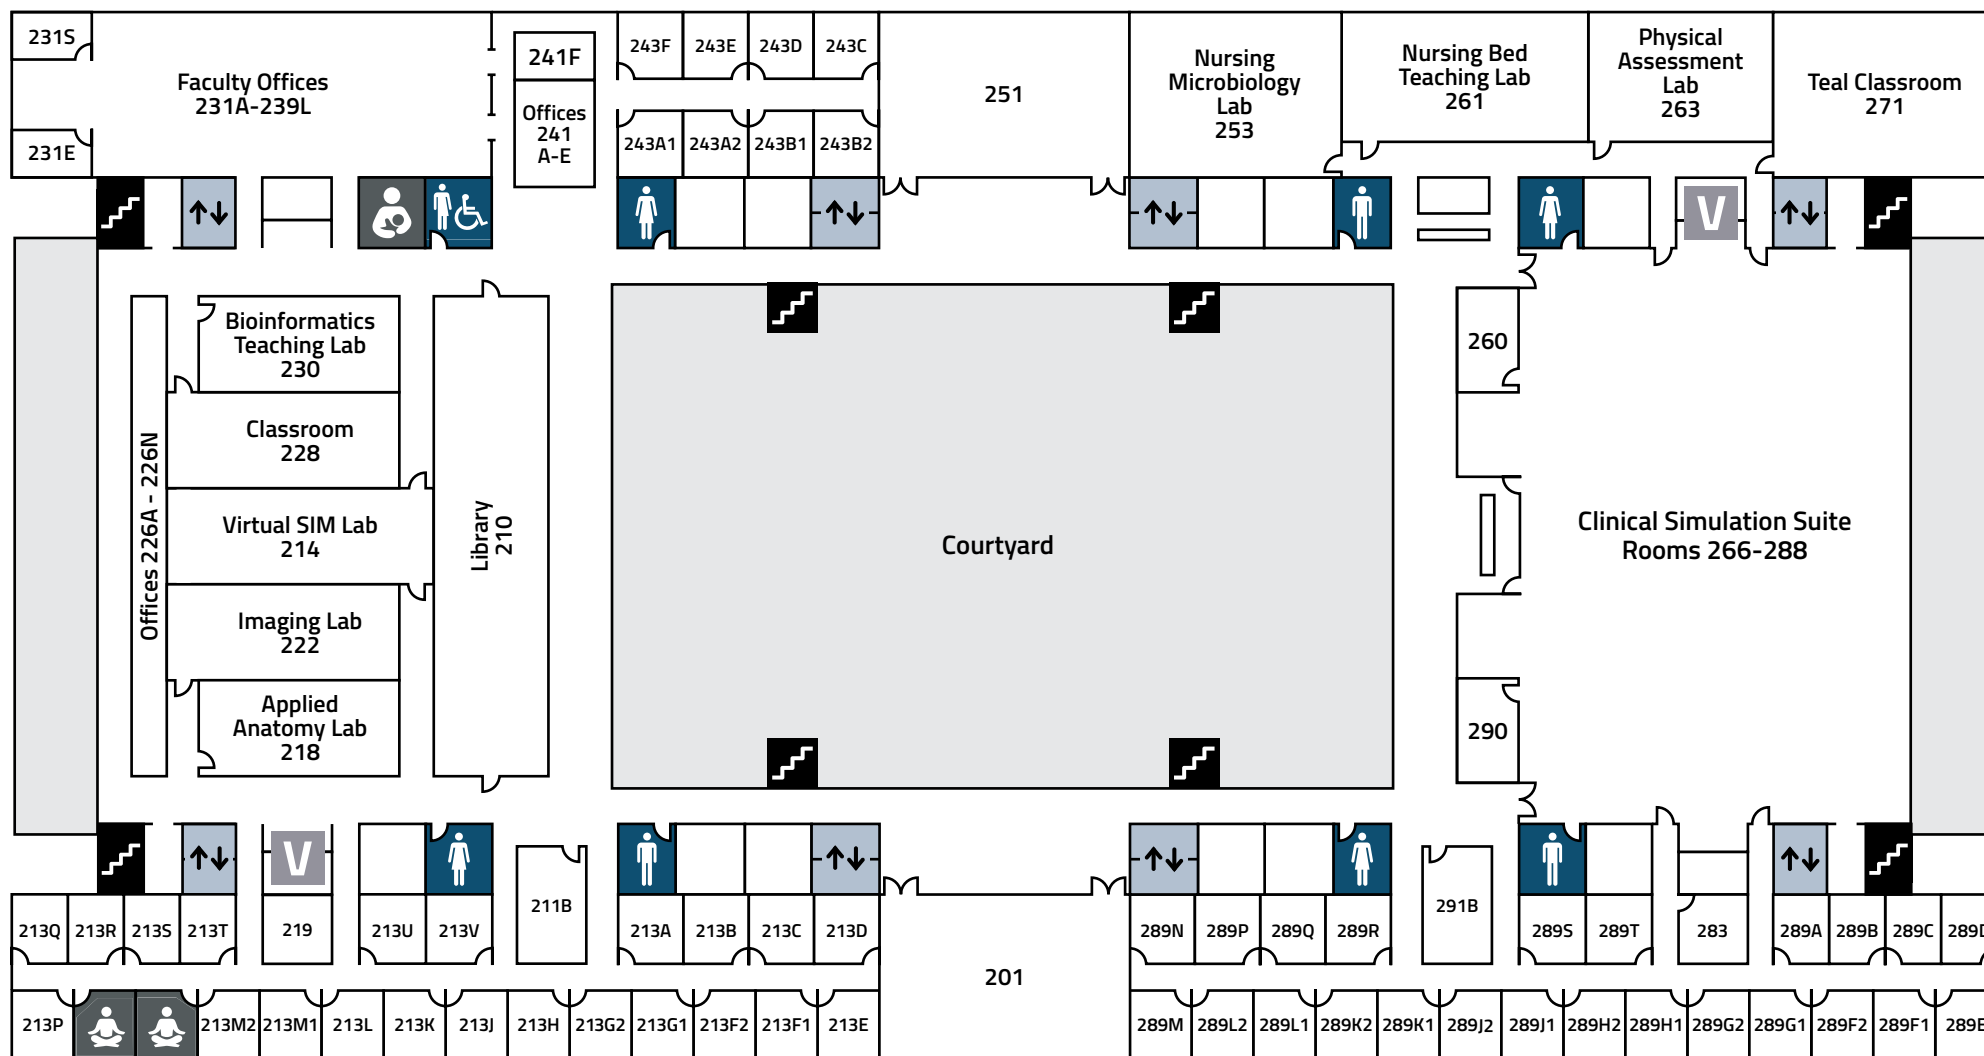 231S
Faculty Offices
231A-239L
231E
241F
Offices
241
A-E
243F
243E
243D
243C
243A1
243A2
243B1
243B2
251
Nursing
Microbiology
Lab
253
Nursing Bed
Teaching Lab
261
Physical
Assessment
Lab
263
Teal Classroom
271
V
Offices 226A - 226N
Bioinformatics
Teaching Lab
230
Classroom
228
Virtual SIM Lab
214
Imaging Lab
222
Applied
Anatomy Lab
218
Library
210
Courtyard
260
290
Clinical Simulation Suite
Rooms 266-288
V
213Q
213R
213S
213T
219
213U
213V
211B
213A
213B
213C
213D
201
289N
289P
289Q
289R
291B
289S
289T
283
289A
289B
289C
289D
213P
213M2
213M1
213L
213K
213J
213H
213G2
213G1
213F2
213F1
213E
289M
289L2
289L1
289K2
289K1
289J2
289J1
289H2
289H1
289G2
289G1
289F2
289F1
289E